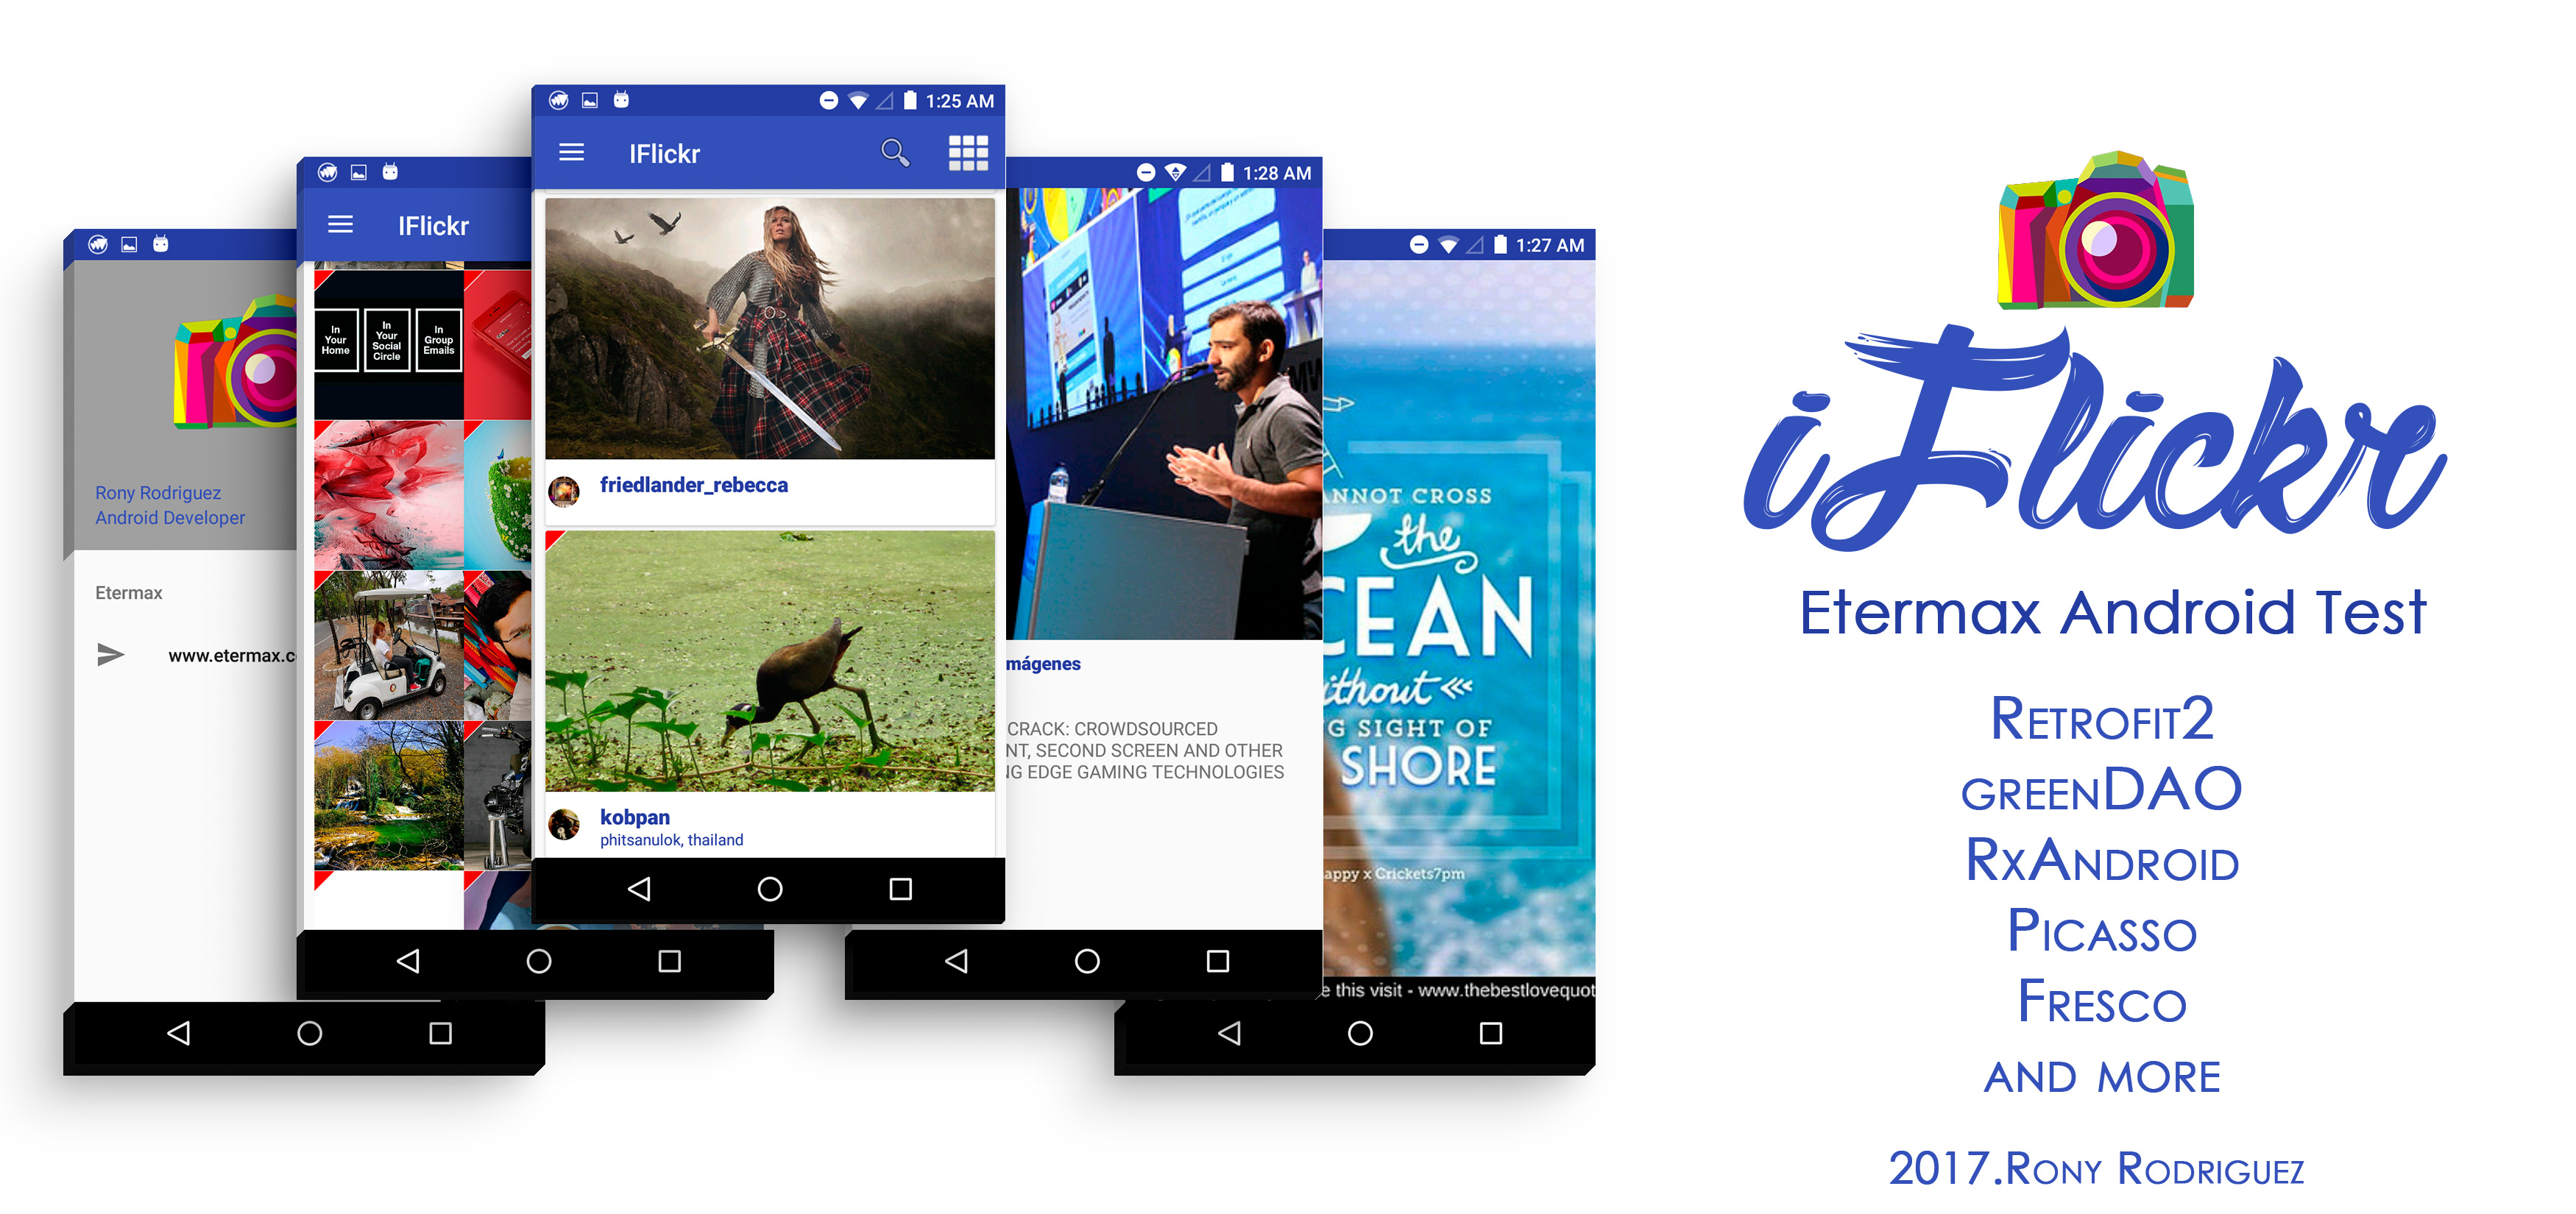 Rony Rodriguez
Android Developer
Etermax
www.etermax.c
IFlickr
In
Your
Home
In
Your
Social
Circle
In
Group
Emails
1:25 AM
IFlickr
friedlander_rebecca
kobpan
phitsanulok, thailand
1:28 AM
mágenes
CRACK: CROWDSOURCED
NT, SECOND SCREEN AND OTHER
NG EDGE GAMING TECHNOLOGIES
1:27 AM
ANNOT CROSS
the
CEAN
ithout
G SIGHT OF
SHORE
appy x Crickets7pm
e this visit - www.thebestlovequot
iFlickr
Etermax Android Test
Retrofit2
greenDAO
RxAndroid
Picasso
Fresco
and more
2017.Rony Rodriguez